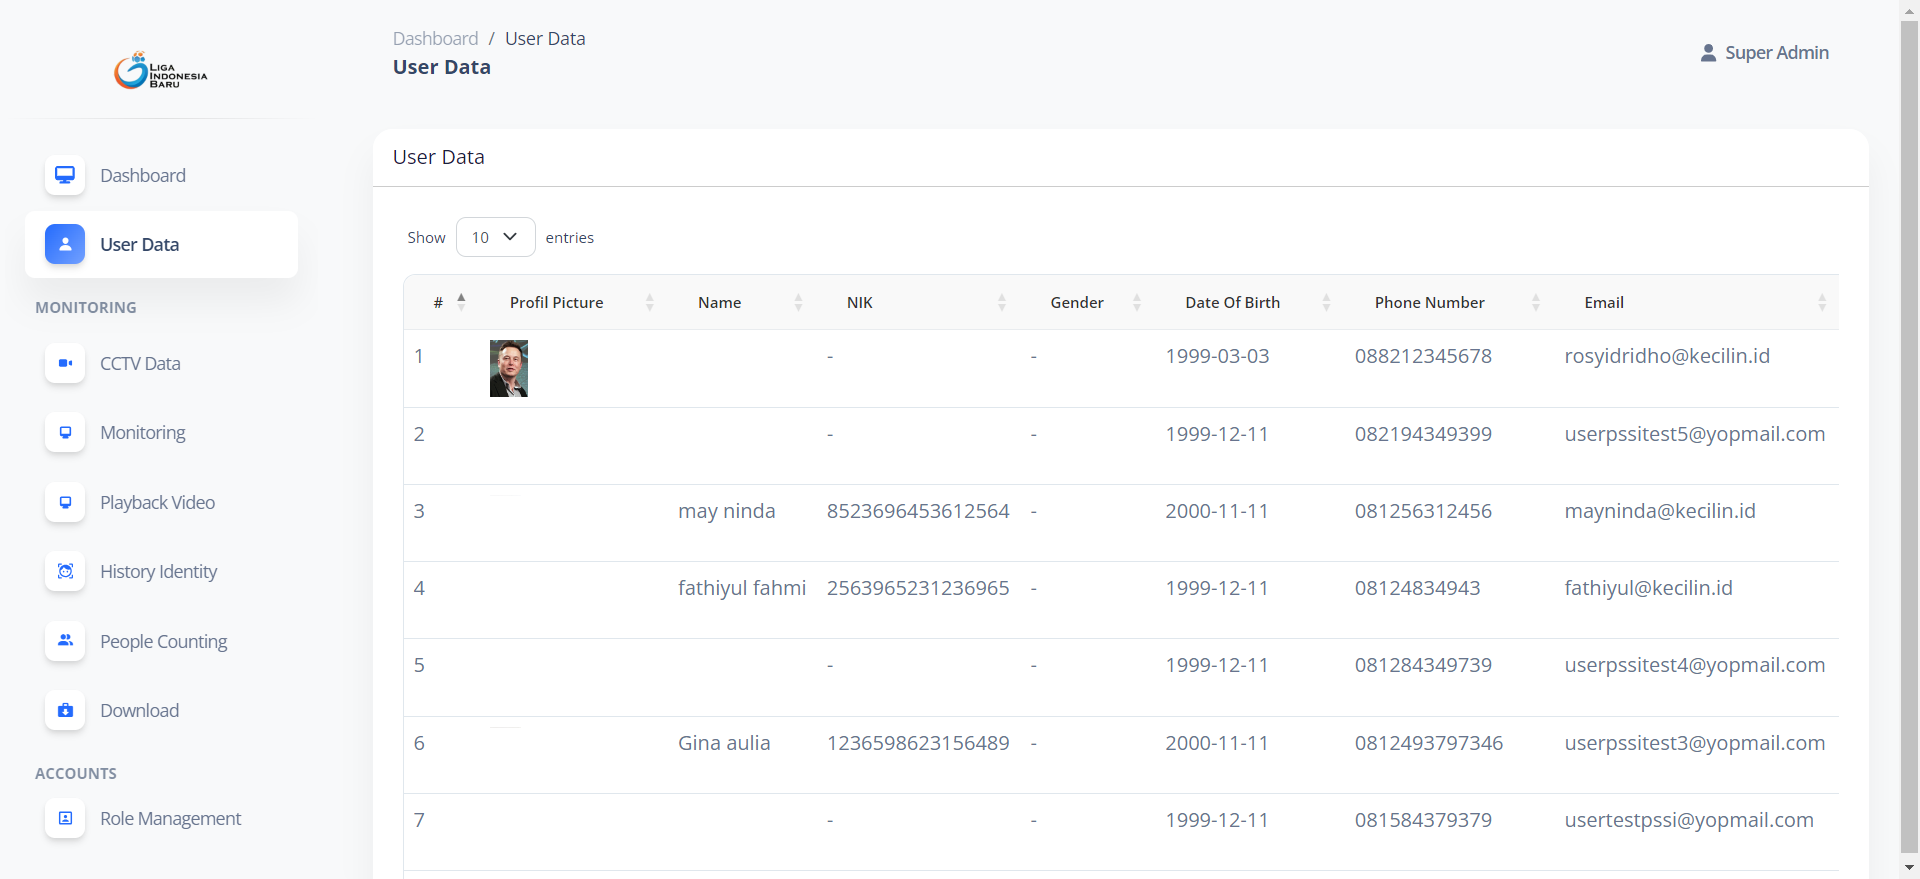 LIGA
INDONESIA
BARU
Dashboard / User Data
User Data
Super Admin
Dashboard
User Data
MONITORING
CCTV Data
Monitoring
Playback Video
History Identity
People Counting
Download
ACCOUNTS
Role Management
User Data
Show 10 entries
# Profil Picture Name NIK Gender Date Of Birth Phone Number Email
1 - - 1999-03-03 088212345678 rosyidridho@kecilin.id
2 - - 1999-12-11 082194349399 userpssitest5@yopmail.com
3 may ninda 8523696453612564 - 2000-11-11 081256312456 mayninda@kecilin.id
4 fathiyul fahmi 2563965231236965 - 1999-12-11 08124834943 fathiyul@kecilin.id
5 - - 1999-12-11 081284349739 userpssitest4@yopmail.com
6 Gina aulia 1236598623156489 - 2000-11-11 0812493797346 userpssitest3@yopmail.com
7 - - 1999-12-11 081584379379 usertestpssi@yopmail.com